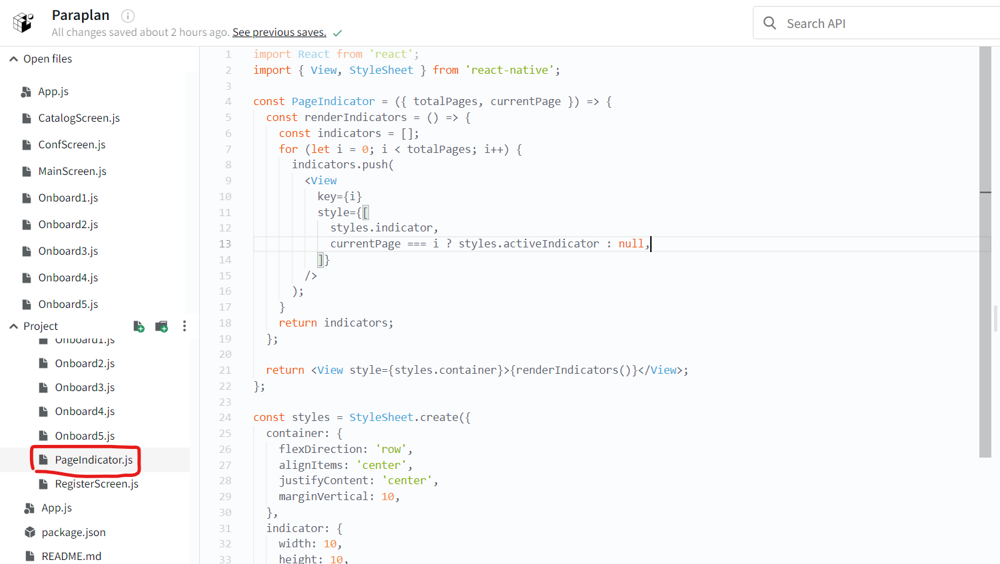 Paraplan
All changes saved about 2 hours ago. See previous saves.
Search API
Open files
App.js
CatalogScreen.js
ConfScreen.js
MainScreen.js
Onboard1.js
Onboard2.js
Onboard3.js
Onboard4.js
Onboard5.js
Project
Onboard1.js
Onboard2.js
Onboard3.js
Onboard4.js
Onboard5.js
PageIndicator.js
RegisterScreen.js
App.js
package.json
README.md
1 import React from 'react';
2 import { View, StyleSheet } from 'react-native';
3
4 const PageIndicator = ({ totalPages, currentPage }) => {
5 const renderIndicators = () => {
6 const indicators = [];
7 for (let i = 0; i < totalPages; i++) {
8 indicators.push(
9 <View
10 key={i}
11 style={[
12 styles.indicator,
13 currentPage === i ? styles.activeIndicator : null,
14 ]}
15 />
16 );
17 }
18 return indicators;
19 };
20
21 return <View style={styles.container}>{renderIndicators()}</View>;
22 };
23
24 const styles = StyleSheet.create({
25 container: {
26 flexDirection: 'row',
27 alignItems: 'center',
28 justifyContent: 'center',
29 marginVertical: 10,
30 },
31 indicator: {
32 width: 10,
33 height: 10,